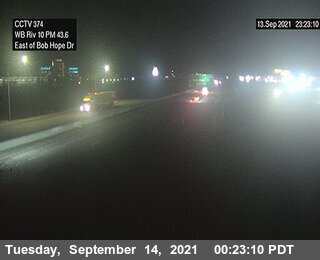 CCTV 374
WB Riv 10 PM 43.6
East of Bob Hope Dr
13.Sep 2021 23:23:10
Tuesday, September 14, 2021 00:23:10 PDT